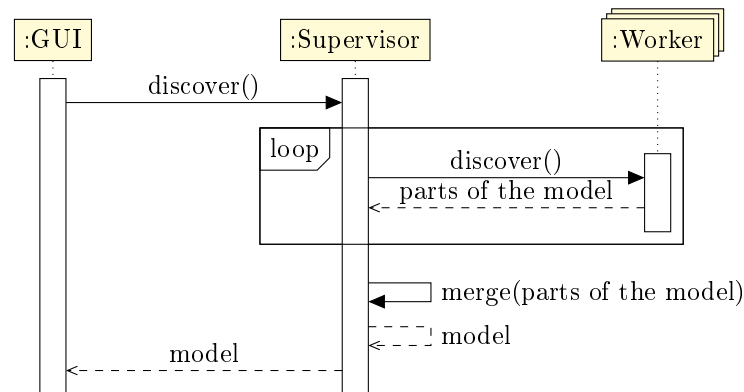 :GUI
:Supervisor
:Worker
discover()
loop
discover()
parts of the model
merge(parts of the model)
model
model